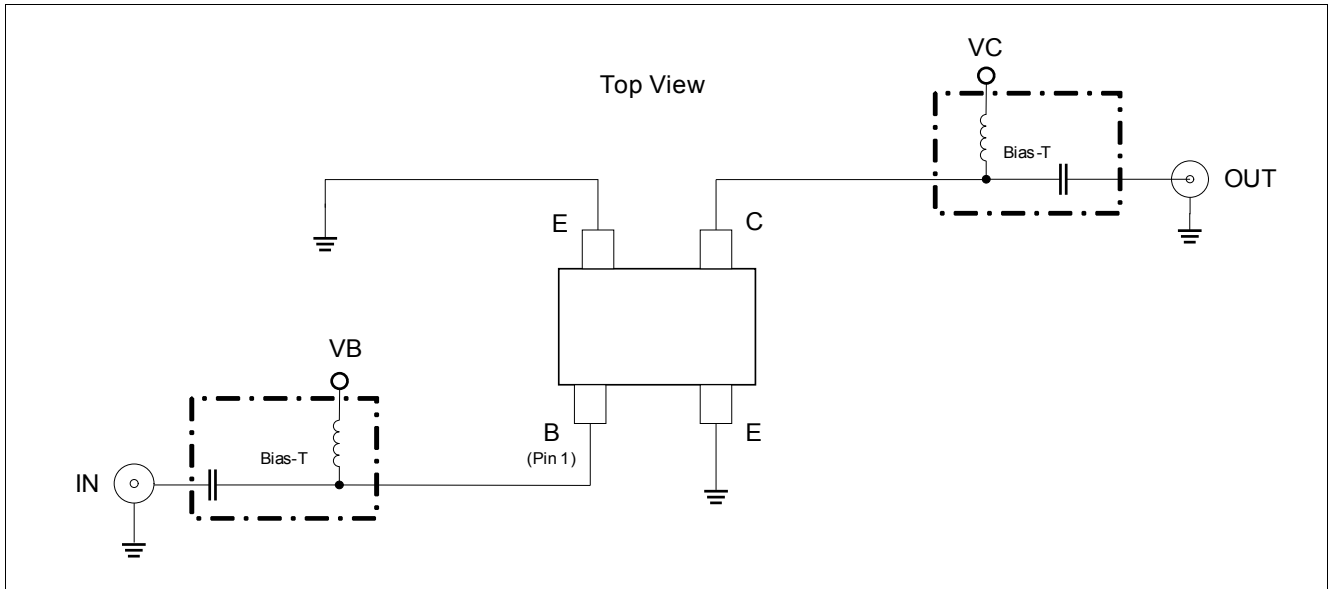 VC
Top View
Bias-T
OUT
E
C
VB
B
(Pin 1)
E
Bias-T
IN